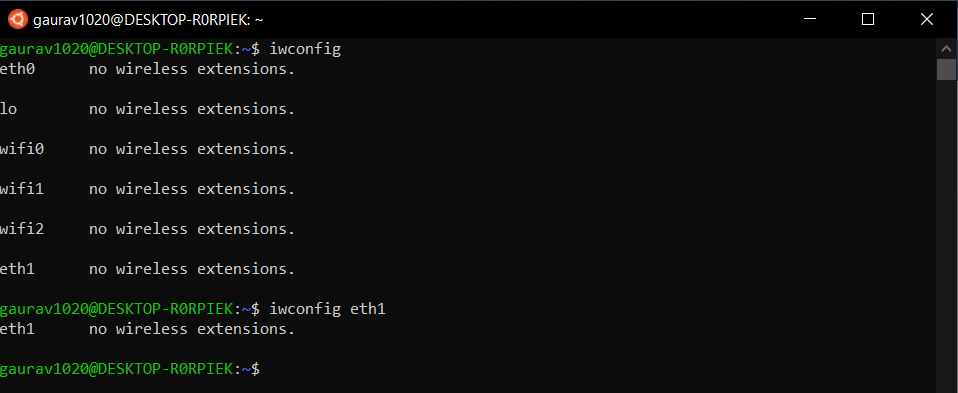 gaurav1020@DESKTOP-R0RPIEK: ~
gaurav1020@DESKTOP-R0RPIEK:~$ iwconfig
eth0      no wireless extensions.
lo        no wireless extensions.
wifi0     no wireless extensions.
wifi1     no wireless extensions.
wifi2     no wireless extensions.
eth1      no wireless extensions.
gaurav1020@DESKTOP-R0RPIEK:~$ iwconfig eth1
eth1      no wireless extensions.
gaurav1020@DESKTOP-R0RPIEK:~$